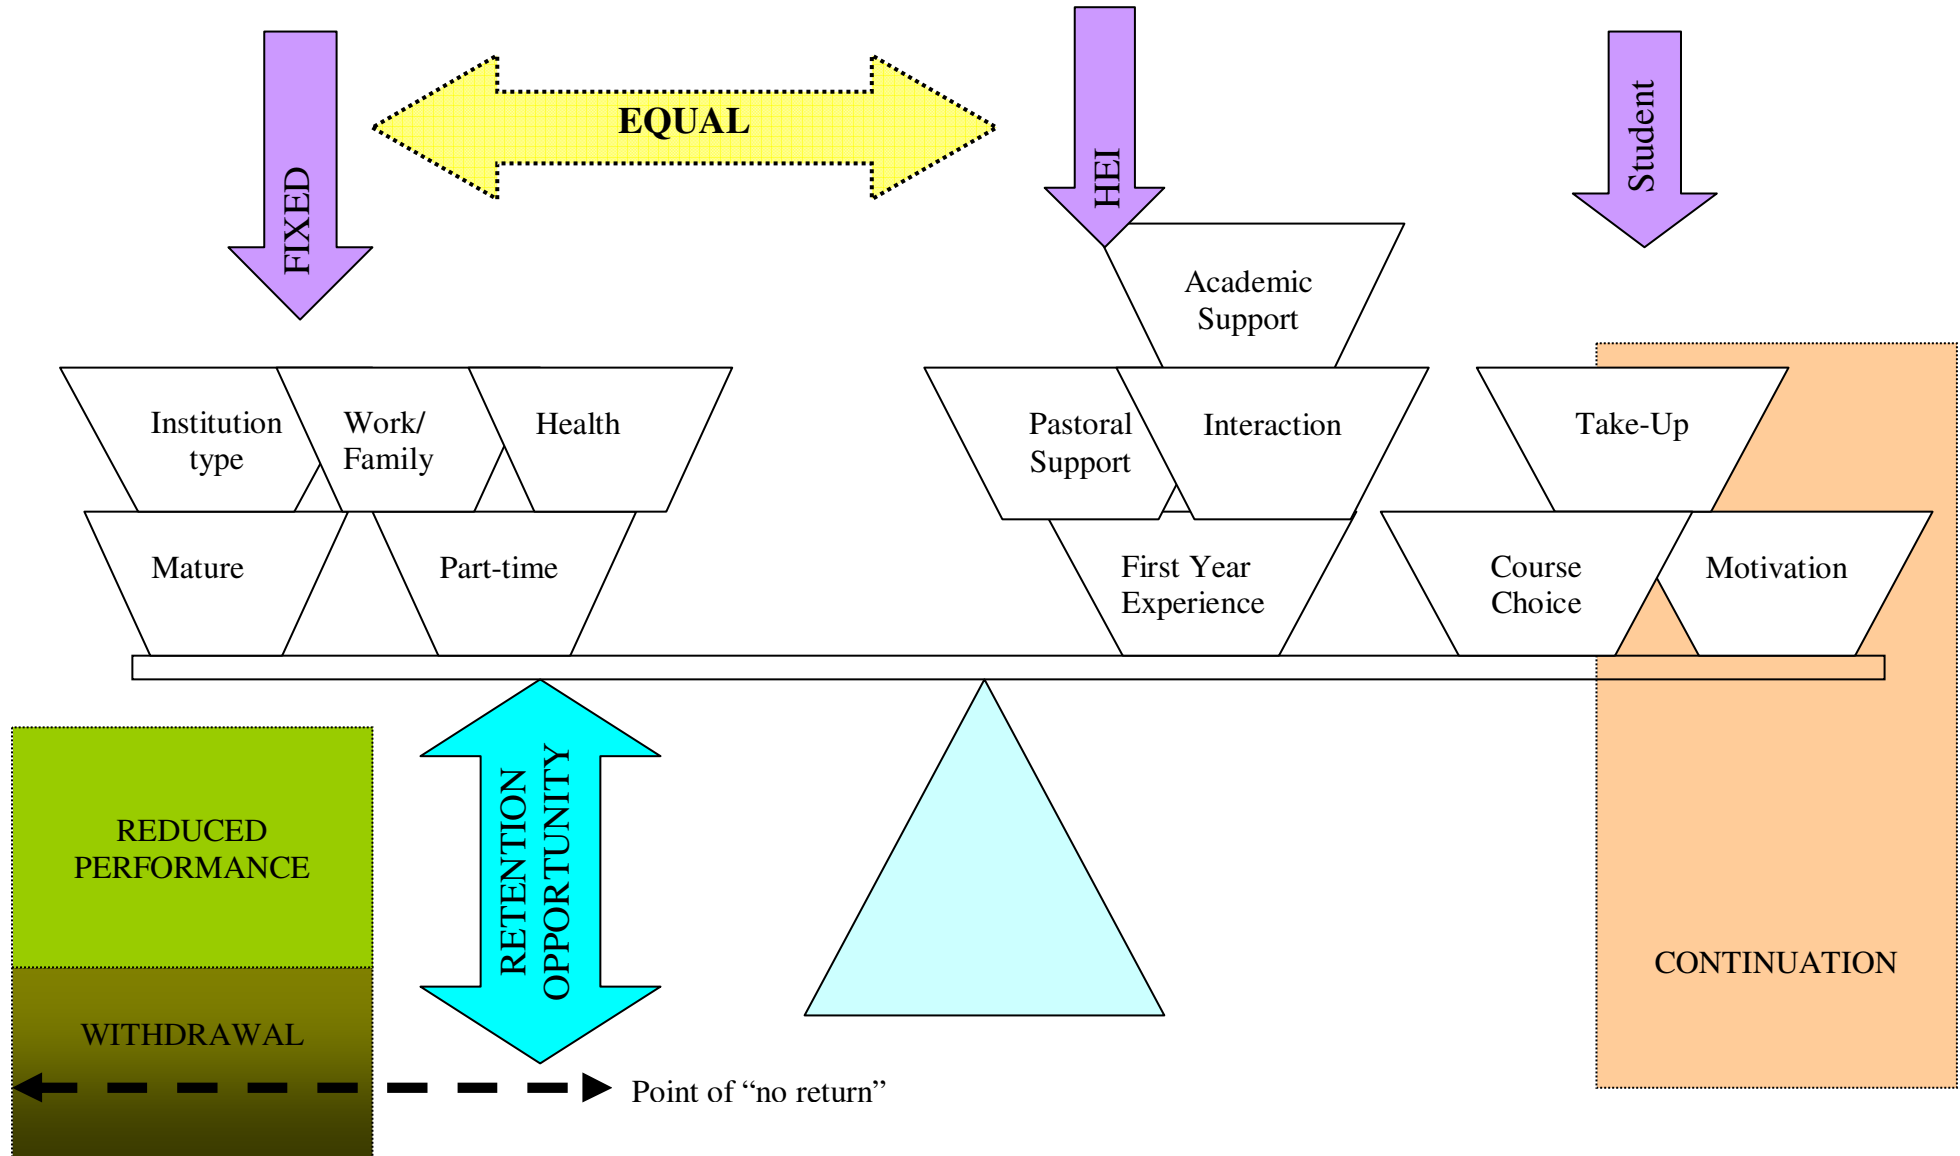 EQUAL
FIXED
HEI
Student
Academic
Support
Institution
type
Work/
Family
Health
Pastoral
Support
Interaction
Take-Up
Mature
Part-time
First Year
Experience
Course
Choice
Motivation
REDUCED
PERFORMANCE
RETENTION
OPPORTUNITY
CONTINUATION
WITHDRAWAL
Point of “no return”